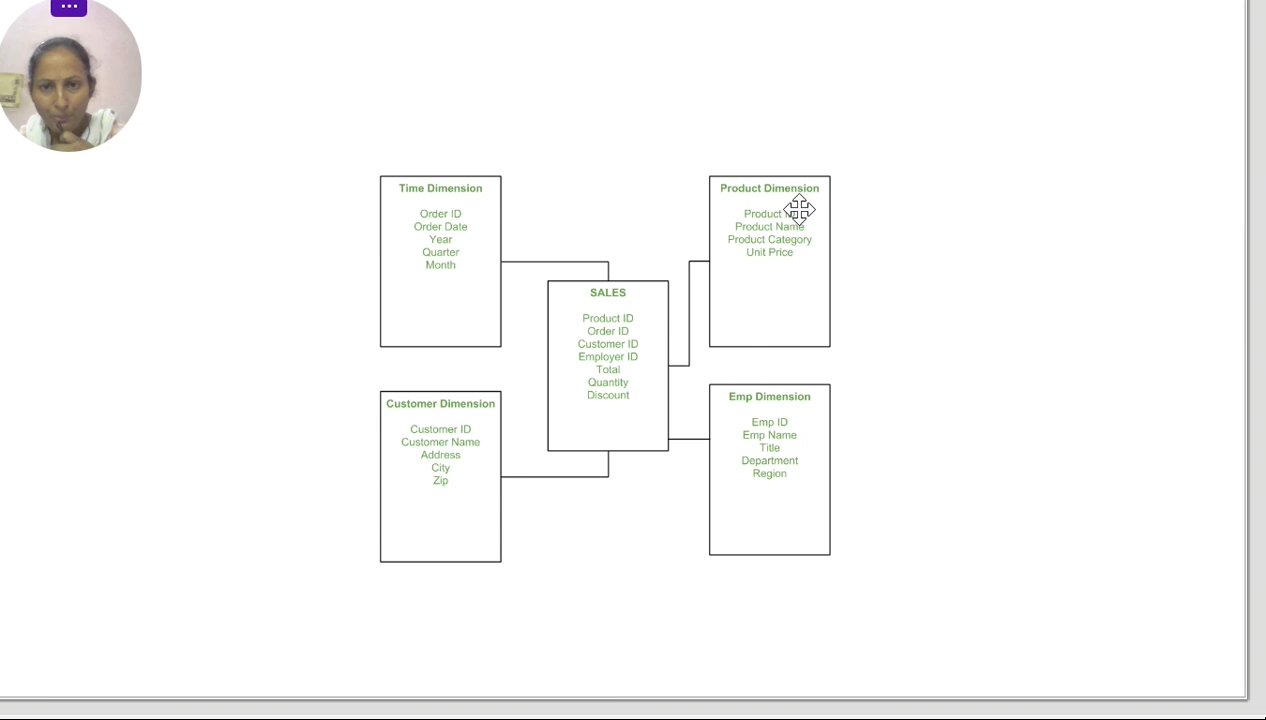 Time Dimension
Order ID
Order Date
Year
Quarter
Month
Product Dimension
Product
Product Name
Product Category
Unit Price
SALES
Product ID
Order ID
Customer ID
Employer ID
Total
Quantity
Discount
Customer Dimension
Customer ID
Customer Name
Address
City
Zip
Emp Dimension
Emp ID
Emp Name
Title
Department
Region